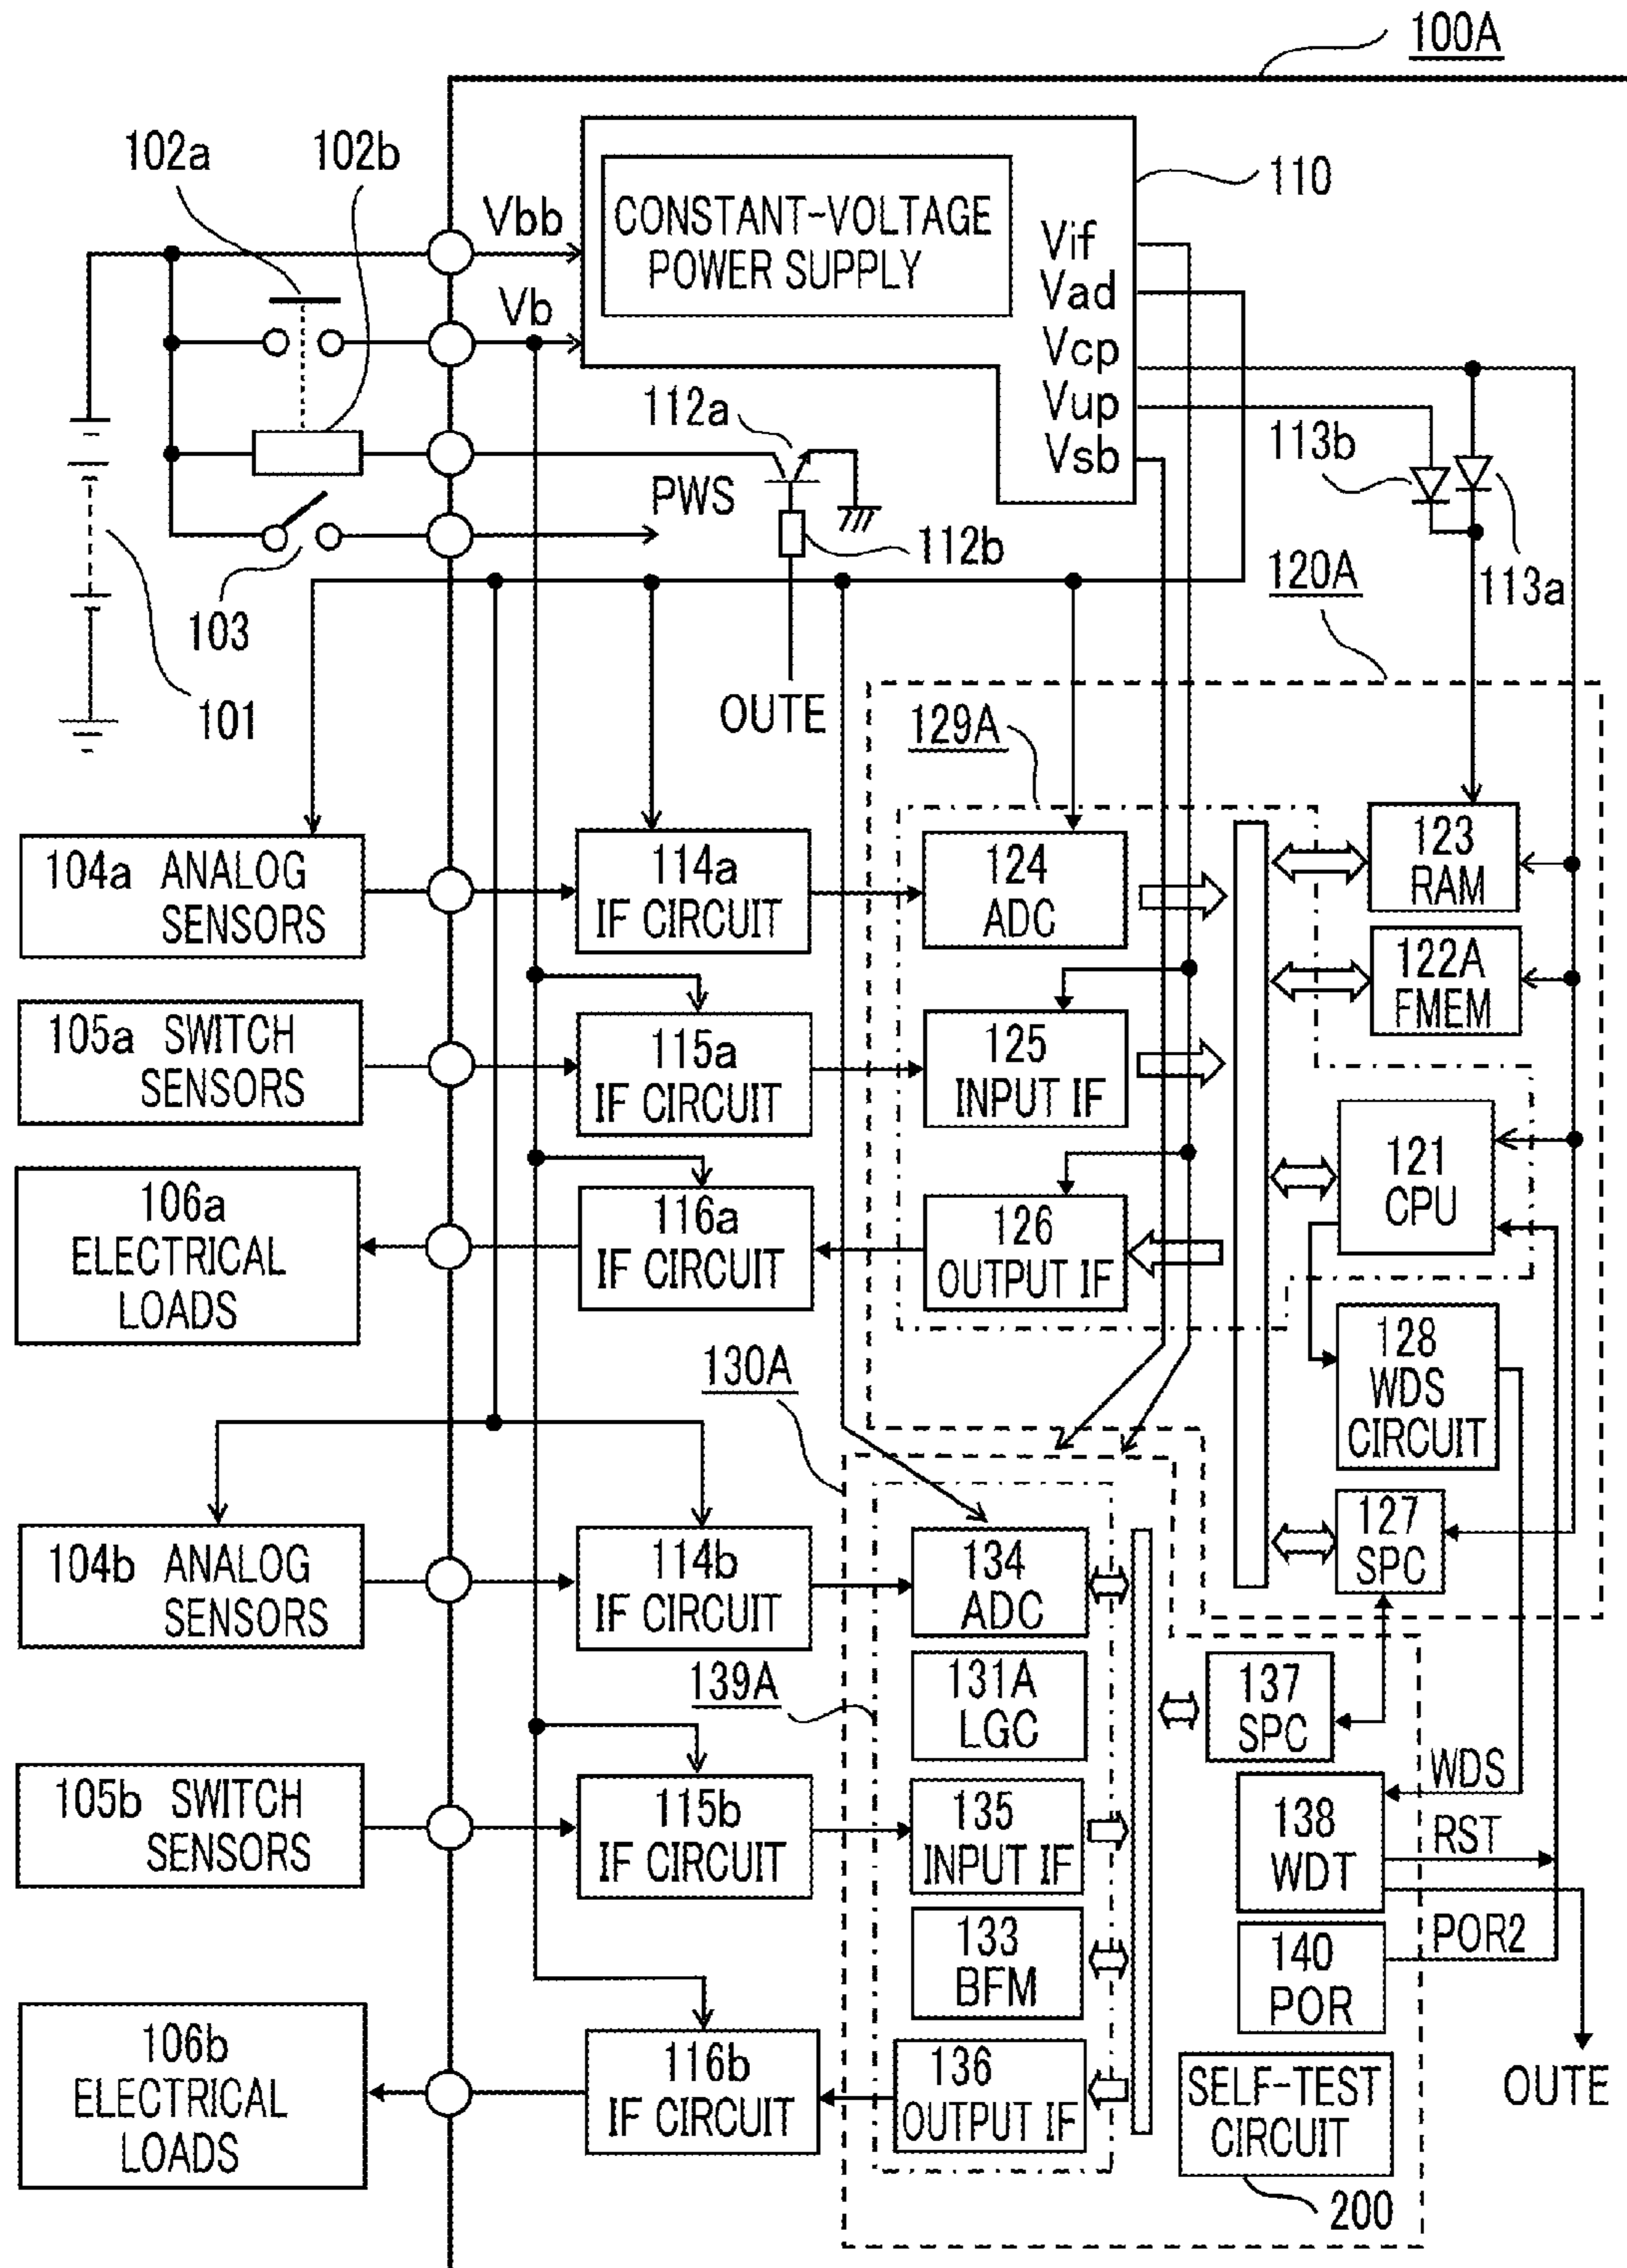 100A
102a
102b
110
Vbb
CONSTANT-VOLTAGE
POWER SUPPLY
Vif
Vad
Vb
Vcp
112a
Vup
113b
Vsb
PWS
112b
120A
113a
103
101
OUTE
129A
104a ANALOG
SENSORS
114a
IF CIRCUIT
124
ADC
123
RAM
122A
FMEM
105a SWITCH
SENSORS
115a
IF CIRCUIT
125
INPUT IF
121
CPU
106a
ELECTRICAL
LOADS
116a
IF CIRCUIT
126
OUTPUT IF
128
WDS
CIRCUIT
130A
127
SPC
104b ANALOG
SENSORS
114b
IF CIRCUIT
134
ADC
139A
131A
LGC
137
SPC
WDS
105b SWITCH
SENSORS
115b
IF CIRCUIT
135
INPUT IF
138
WDT
RST
133
BFM
140
POR
POR2
106b
ELECTRICAL
LOADS
116b
IF CIRCUIT
136
OUTPUT IF
SELF-TEST
CIRCUIT
OUTE
200